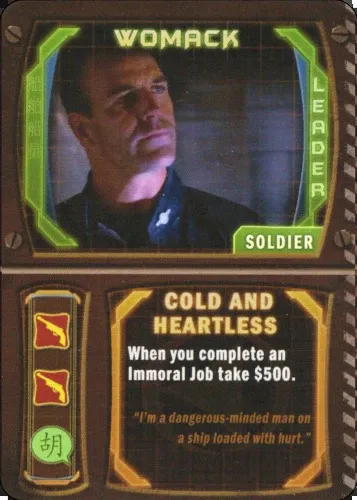 WOMACK
LEADER
SOLDIER
COLD AND
HEARTLESS
When you complete an
Immoral Job take $500.
"I'm a dangerous-minded man on
a ship loaded with hurt."
胡